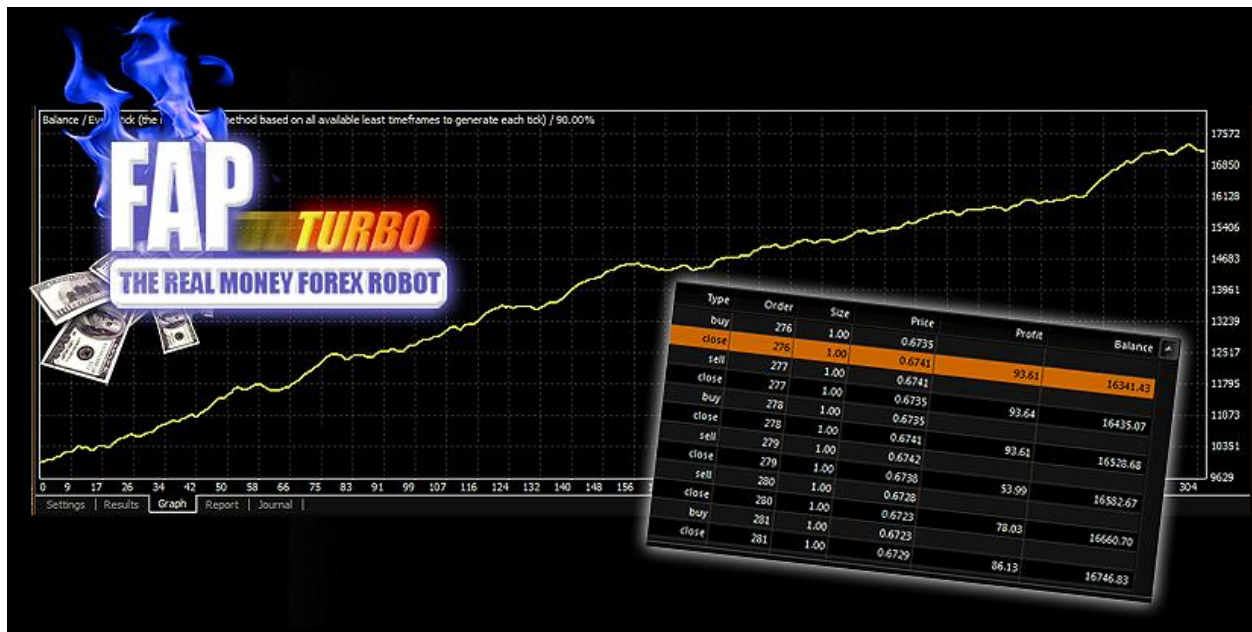 Balance / Every tick (the method based on all available least timeframes to generate each tick) / 90.00%
FAP
TURBO
THE REAL MONEY FOREX ROBOT
17572
16850
16128
15406
14683
13961
13239
12517
11795
11073
10351
9629
0 9 17 26 34 42 50 58 66 75 83 91 99 107 116 124 132 140 148 156 304
Settings | Results | Graph | Report | Journal |
Type Order Size Price Profit Balance
buy 276 1.00 0.6735
close 276 1.00 0.6741 93.61 16341.43
sell 277 1.00 0.6741
close 277 1.00 0.6735 93.64 16435.07
buy 278 1.00 0.6735
close 278 1.00 0.6741 93.61 16528.68
sell 279 1.00 0.6742
close 279 1.00 0.6738 53.99 16582.67
sell 280 1.00 0.6728
close 280 1.00 0.6723 78.03 16660.70
buy 281 1.00 0.6723
close 281 1.00 0.6729 86.13 16746.83